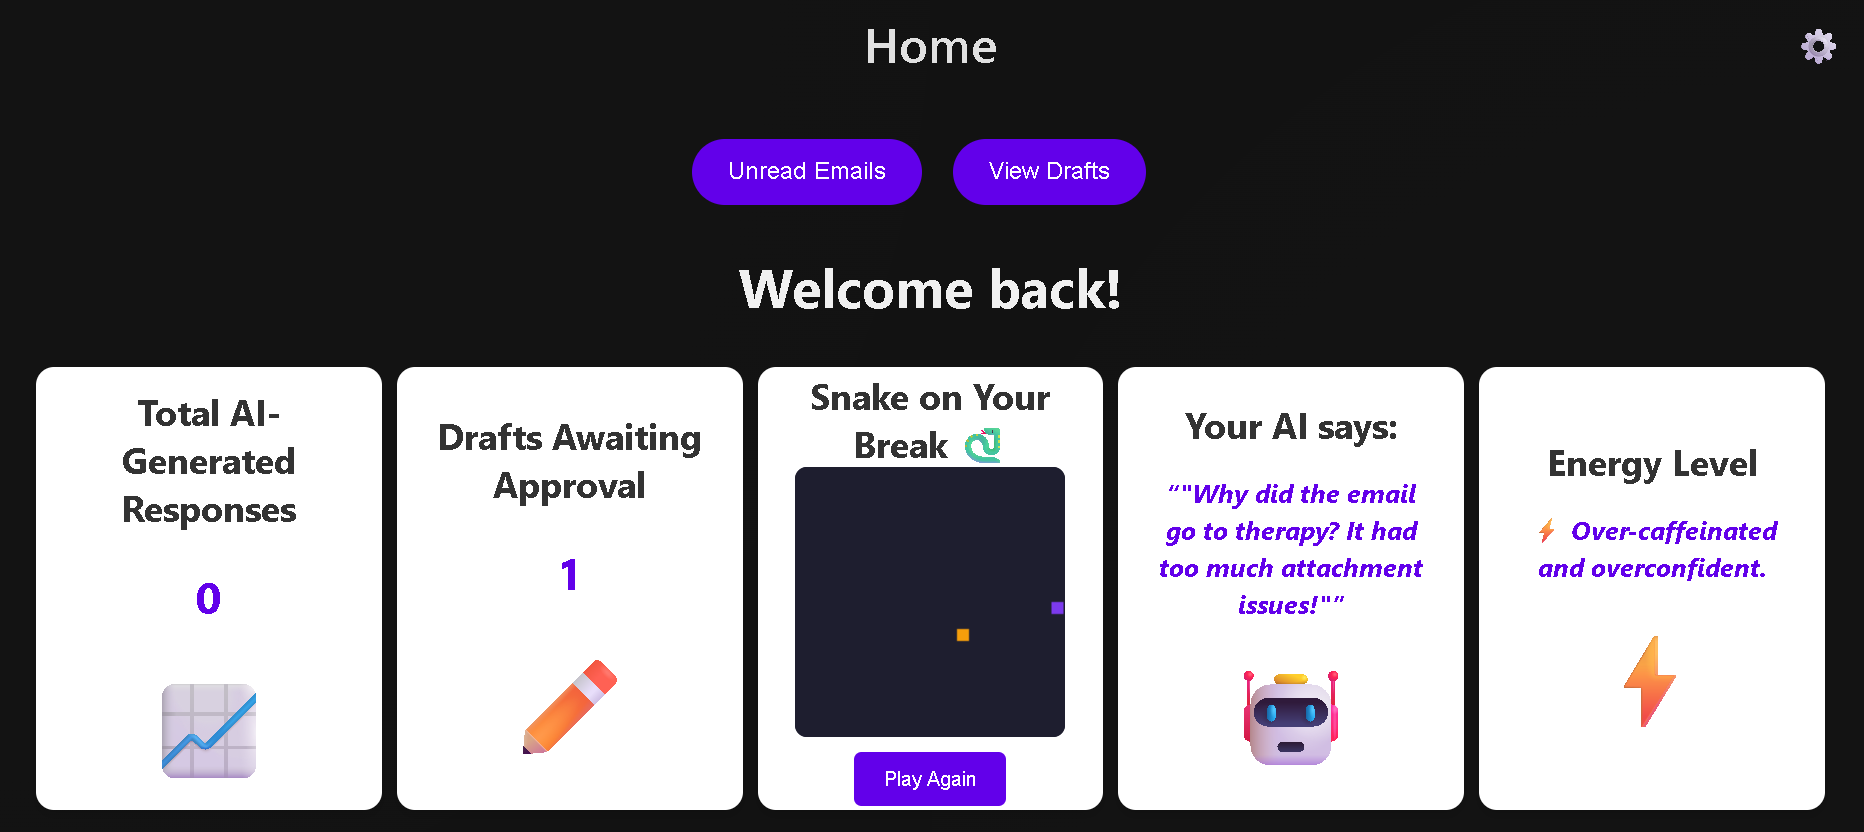 Home
Unread Emails
View Drafts
Welcome back!
Total AI-
Generated
Responses
0
Drafts Awaiting
Approval
1
Snake on Your
Break
Play Again
Your AI says:
“"Why did the email
go to therapy? It had
too much attachment
issues!"”
Energy Level
Over-caffeinated
and overconfident.